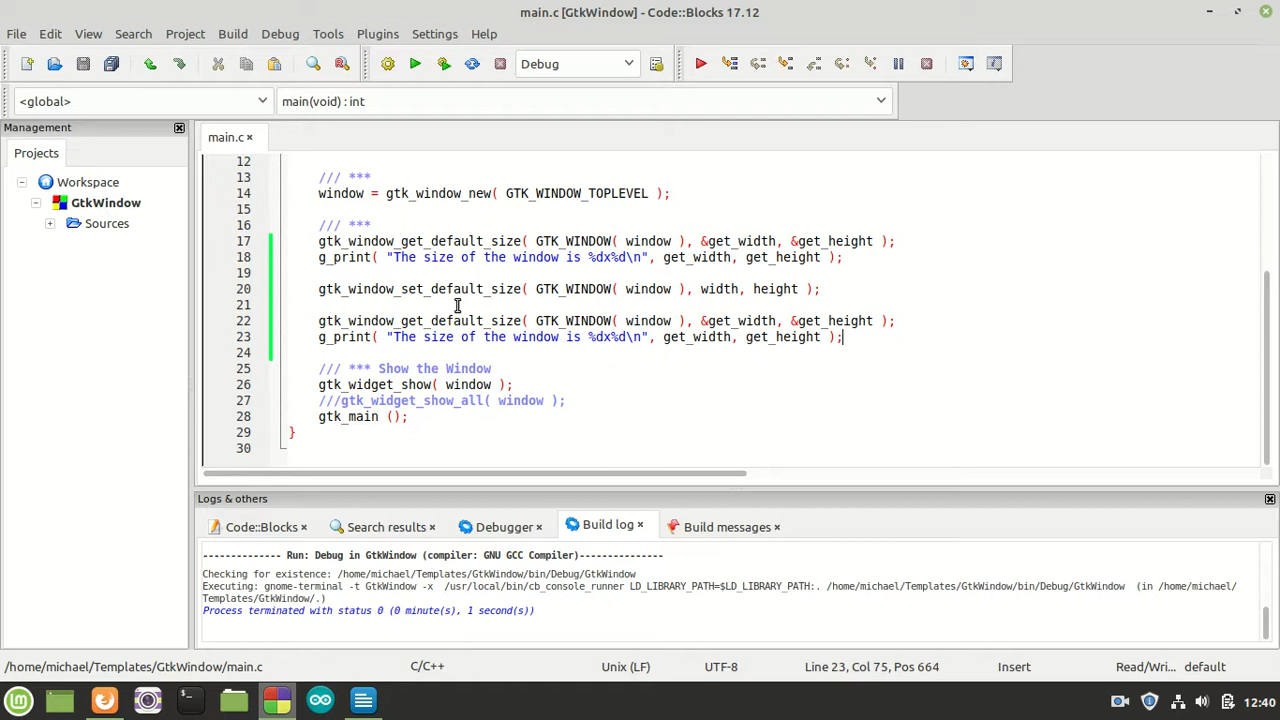 main.c [GtkWindow] - Code::Blocks 17.12
File Edit View Search Project Build Debug Tools Plugins Settings Help
Debug
<global> main(void) : int
Management
main.c
Projects
Workspace
GtkWindow
Sources
12
13 /// ***
14 window = gtk_window_new( GTK_WINDOW_TOPLEVEL );
15
16 /// ***
17 gtk_window_get_default_size( GTK_WINDOW( window ), &get_width, &get_height );
18 g_print( "The size of the window is %dx%d\n", get_width, get_height );
19
20 gtk_window_set_default_size( GTK_WINDOW( window ), width, height );
21
22 gtk_window_get_default_size( GTK_WINDOW( window ), &get_width, &get_height );
23 g_print( "The size of the window is %dx%d\n", get_width, get_height );
24
25 /// *** Show the Window
26 gtk_widget_show( window );
27 ///gtk_widget_show_all( window );
28 gtk_main ();
29 }
30
Logs & others
Code::Blocks Search results Debugger Build log Build messages
-------------- Run: Debug in GtkWindow (compiler: GNU GCC Compiler)---------------
Checking for existence: /home/michael/Templates/GtkWindow/bin/Debug/GtkWindow
Executing: gnome-terminal -t GtkWindow -x /usr/local/bin/cb_console_runner LD_LIBRARY_PATH=$LD_LIBRARY_PATH:. /home/michael/Templates/GtkWindow/bin/Debug/GtkWindow (in /home/michael/
Templates/GtkWindow/.)
Process terminated with status 0 (0 minute(s), 1 second(s))
/home/michael/Templates/GtkWindow/main.c C/C++ Unix (LF) UTF-8 Line 23, Col 75, Pos 664 Insert Read/Wri... default
12:40